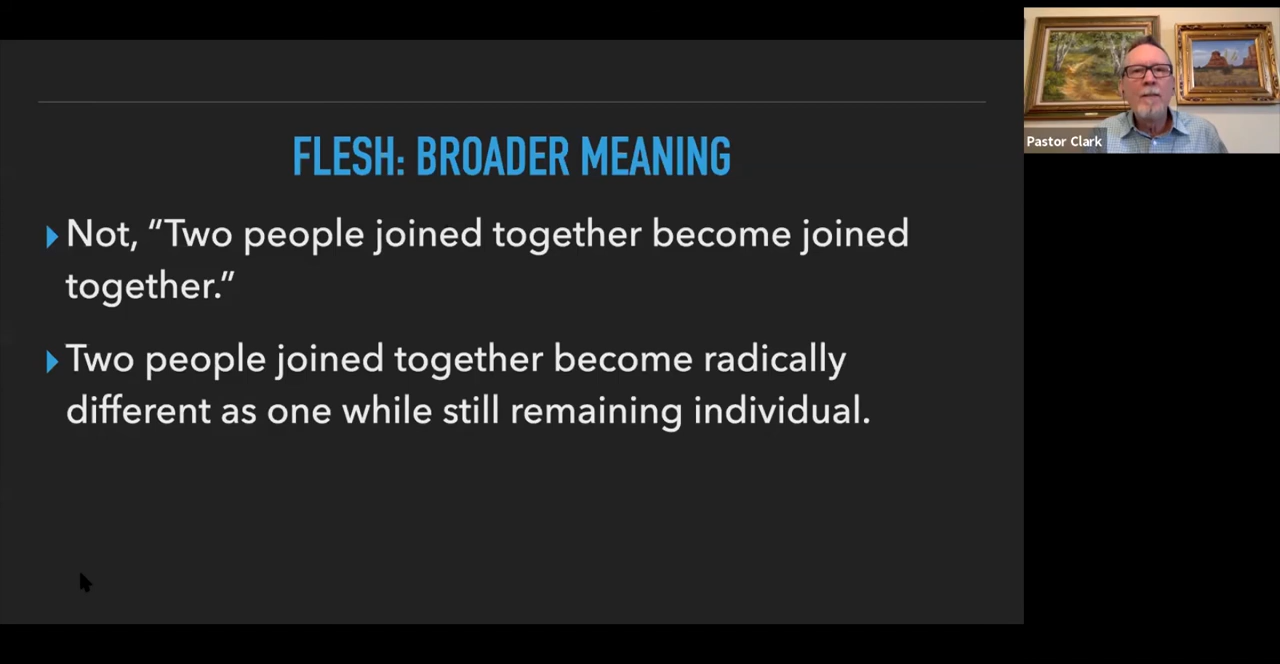 FLESH: BROADER MEANING
Not, “Two people joined together become joined
together.”
Two people joined together become radically
different as one while still remaining individual.
Pastor Clark